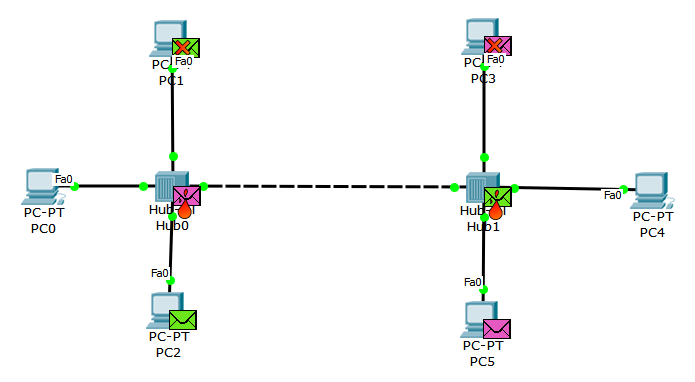 Fa0
PC1
Fa0
PC3
Fa0
PC-PT
PC0
Hub0
Hub1
Fa0
PC-PT
PC4
Fa0
PC-PT
PC2
Fa0
PC-PT
PC5